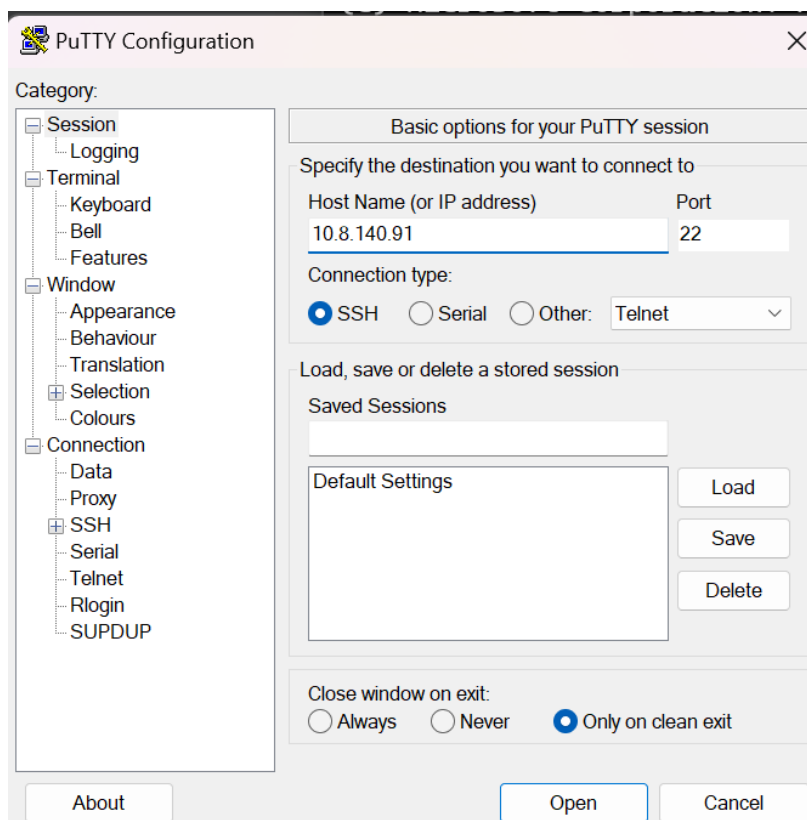 PuTTY Configuration
Category:
Session
Logging
Terminal
Keyboard
Bell
Features
Window
Appearance
Behaviour
Translation
Selection
Colours
Connection
Data
Proxy
SSH
Serial
Telnet
Rlogin
SUPDUP
Basic options for your PuTTY session
Specify the destination you want to connect to
Host Name (or IP address) Port
10.8.140.91 22
Connection type:
SSH Serial Other: Telnet
Load, save or delete a stored session
Saved Sessions
Default Settings
Load
Save
Delete
Close window on exit:
Always Never Only on clean exit
About Open Cancel